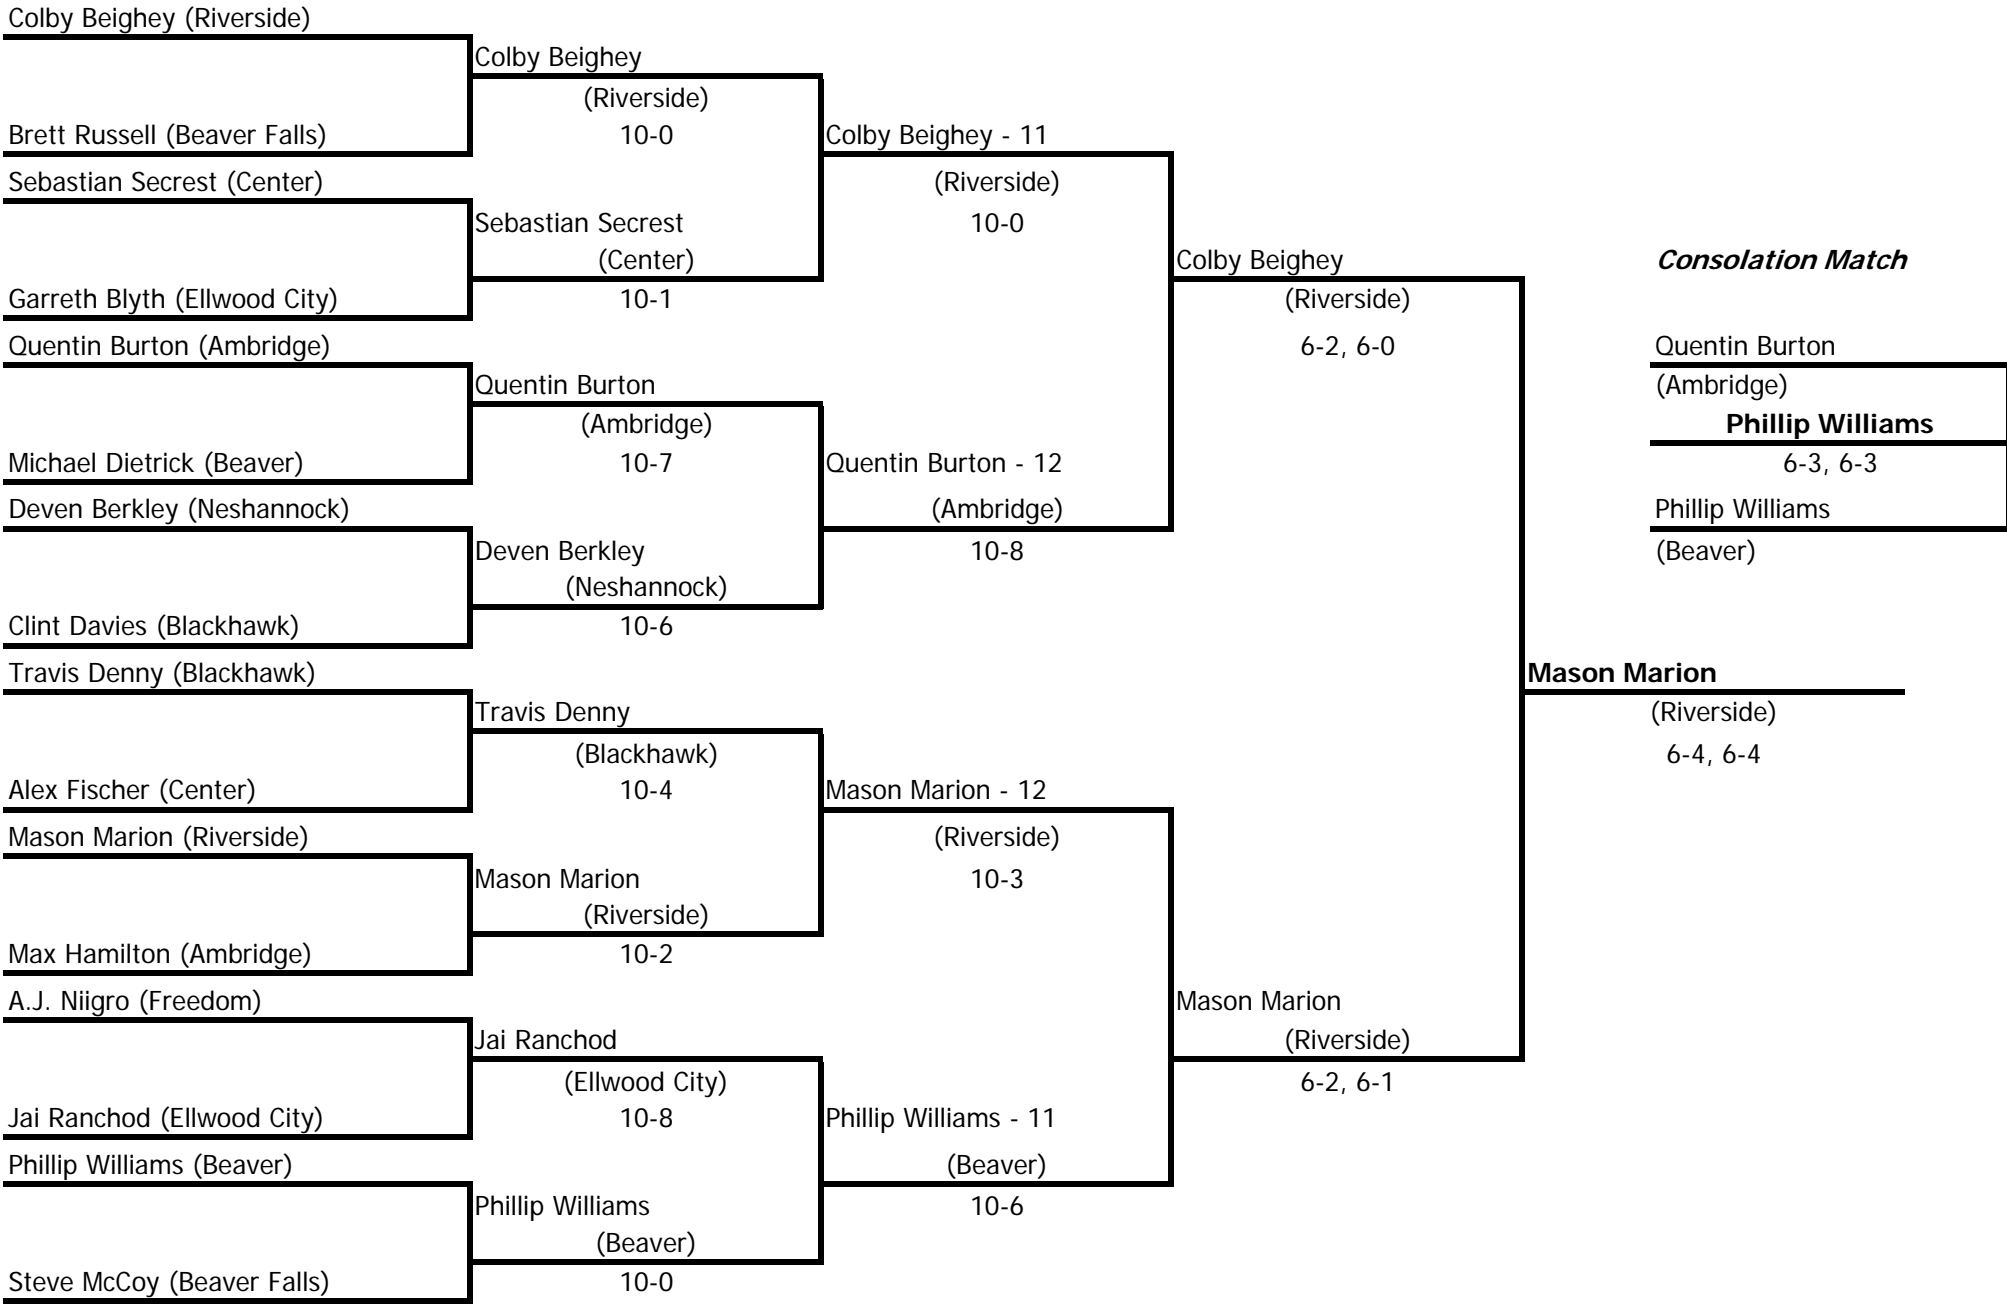 Colby Beighey (Riverside)
Brett Russell (Beaver Falls)
Sebastian Secrest (Center)
Garreth Blyth (Ellwood City)
Quentin Burton (Ambridge)
Michael Dietrick (Beaver)
Deven Berkley (Neshannock)
Clint Davies (Blackhawk)
Travis Denny (Blackhawk)
Alex Fischer (Center)
Mason Marion (Riverside)
Max Hamilton (Ambridge)
A.J. Niigro (Freedom)
Jai Ranchod (Ellwood City)
Phillip Williams (Beaver)
Steve McCoy (Beaver Falls)
Colby Beighey
(Riverside)
10-0
Sebastian Secrest
(Center)
10-1
Quentin Burton
(Ambridge)
10-7
Deven Berkley
(Neshannock)
10-6
Travis Denny
(Blackhawk)
10-4
Mason Marion
(Riverside)
10-2
Jai Ranchod
(Ellwood City)
10-8
Phillip Williams
(Beaver)
10-0
Colby Beighey - 11
(Riverside)
10-0
Quentin Burton - 12
(Ambridge)
10-8
Mason Marion - 12
(Riverside)
10-3
Phillip Williams - 11
(Beaver)
10-6
Colby Beighey
(Riverside)
6-2, 6-0
Mason Marion
(Riverside)
6-2, 6-1
Mason Marion
(Riverside)
6-4, 6-4
Consolation Match
Quentin Burton
(Ambridge)
Phillip Williams
6-3, 6-3
Phillip Williams
(Beaver)